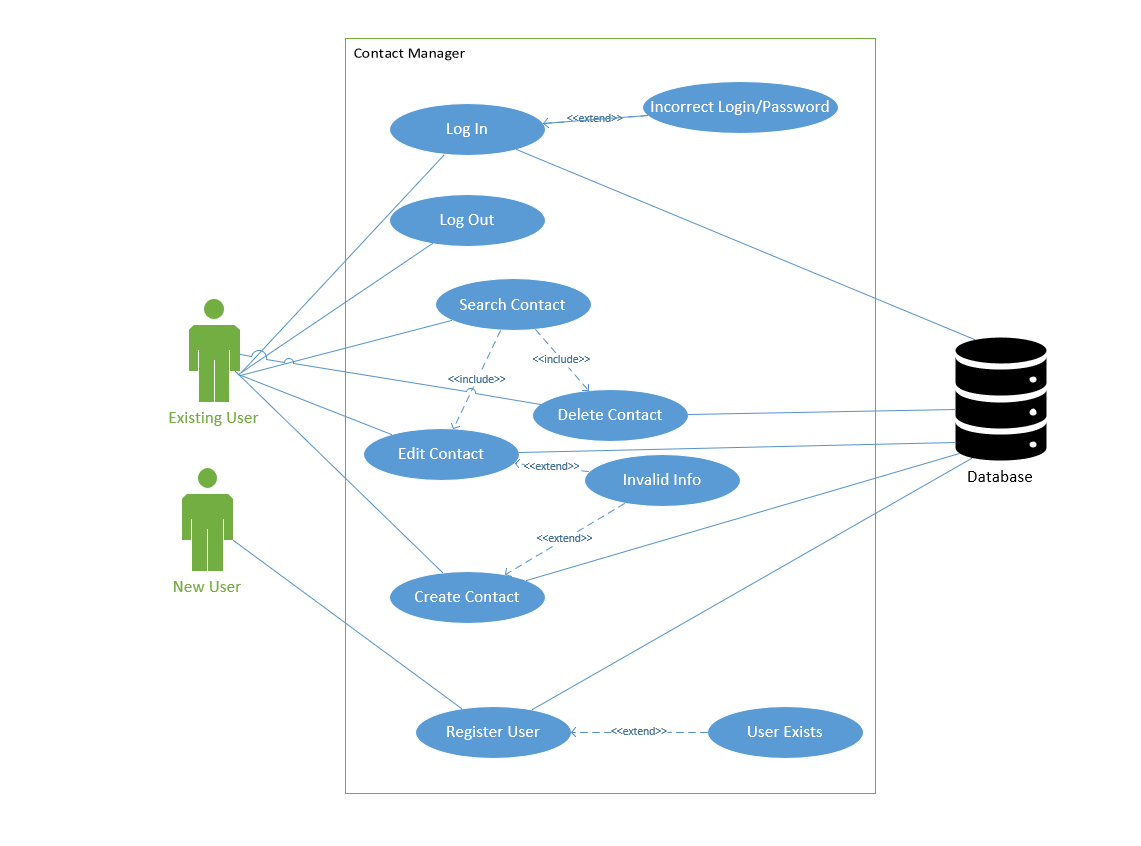 Contact Manager
Incorrect Login/Password
<<extend>>
Log In
Log Out
Search Contact
<<include>>
<<include>>
Delete Contact
Existing User
Edit Contact
<<extend>>
Invalid Info
Database
<<extend>>
New User
Create Contact
Register User
<<extend>>
User Exists